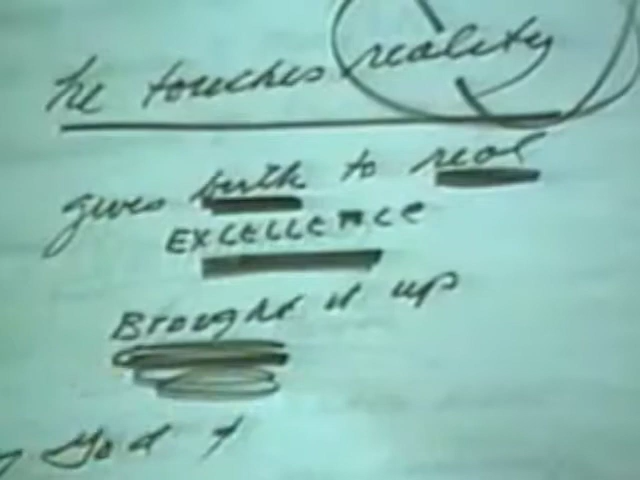 he touches reality
gives birth to real
EXCELLENCE
Brought it up
God